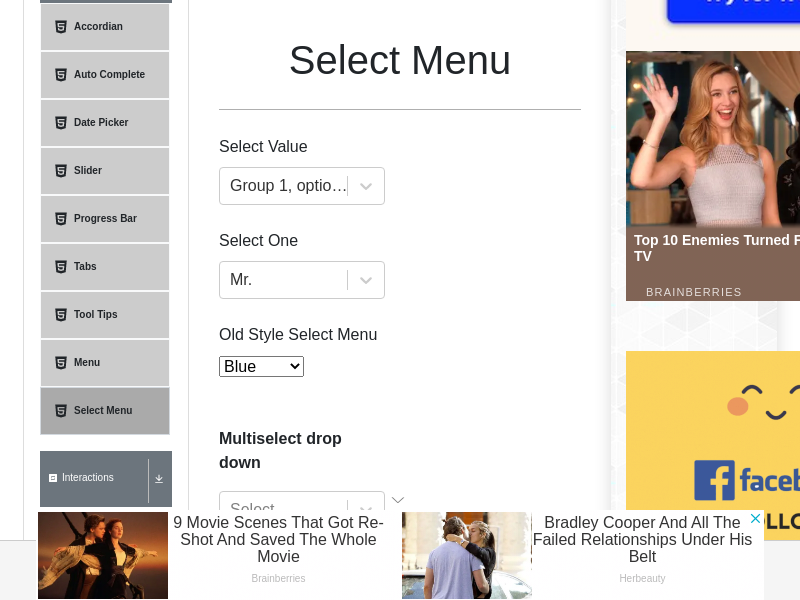 Accordian
Auto Complete
Date Picker
Slider
Progress Bar
Tabs
Tool Tips
Menu
Select Menu
Interactions
Select Menu
Select Value
Group 1, optio...
Select One
Mr.
Old Style Select Menu
Blue
Multiselect drop
down
Select...
Top 10 Enemies Turned
TV
BRAINBERRIES
9 Movie Scenes That Got Re-
Shot And Saved The Whole
Movie
Brainberries
Bradley Cooper And All The
Failed Relationships Under His
Belt
Herbeauty